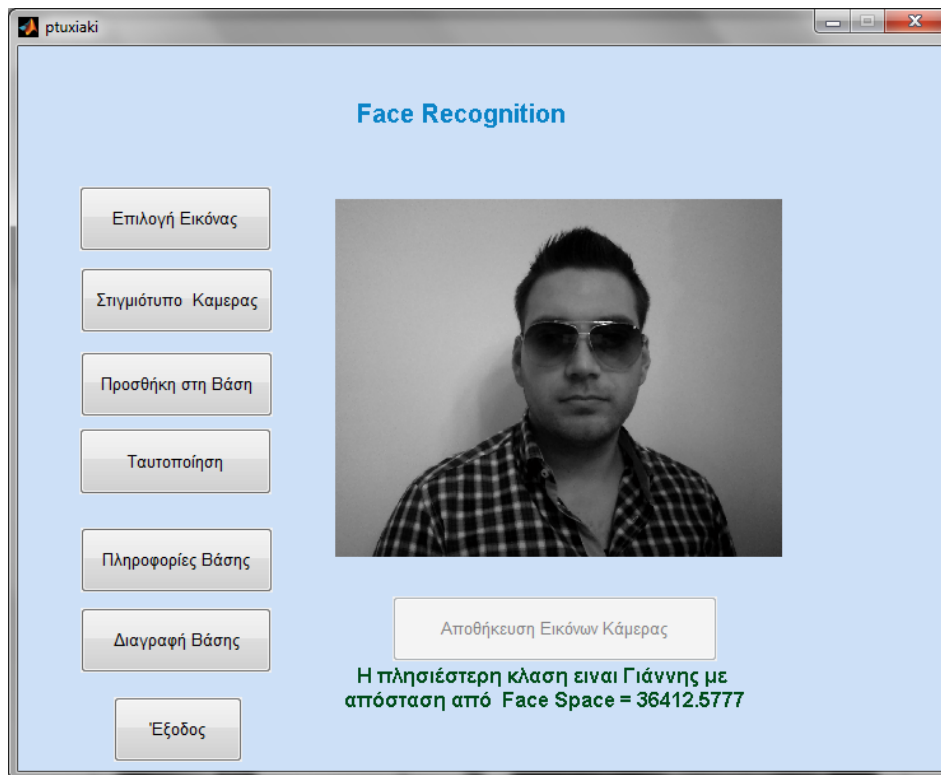 ptuxiaki
Face Recognition
Επιλογή Εικόνας
Στιγμιότυπο Καμερας
Προσθήκη στη Βάση
Ταυτοποίηση
Πληροφορίες Βάσης
Διαγραφή Βάσης
Έξοδος
Αποθήκευση Εικόνων Κάμερας
Η πλησιέστερη κλαση ειναι Γιάννης με
απόσταση από Face Space = 36412.5777